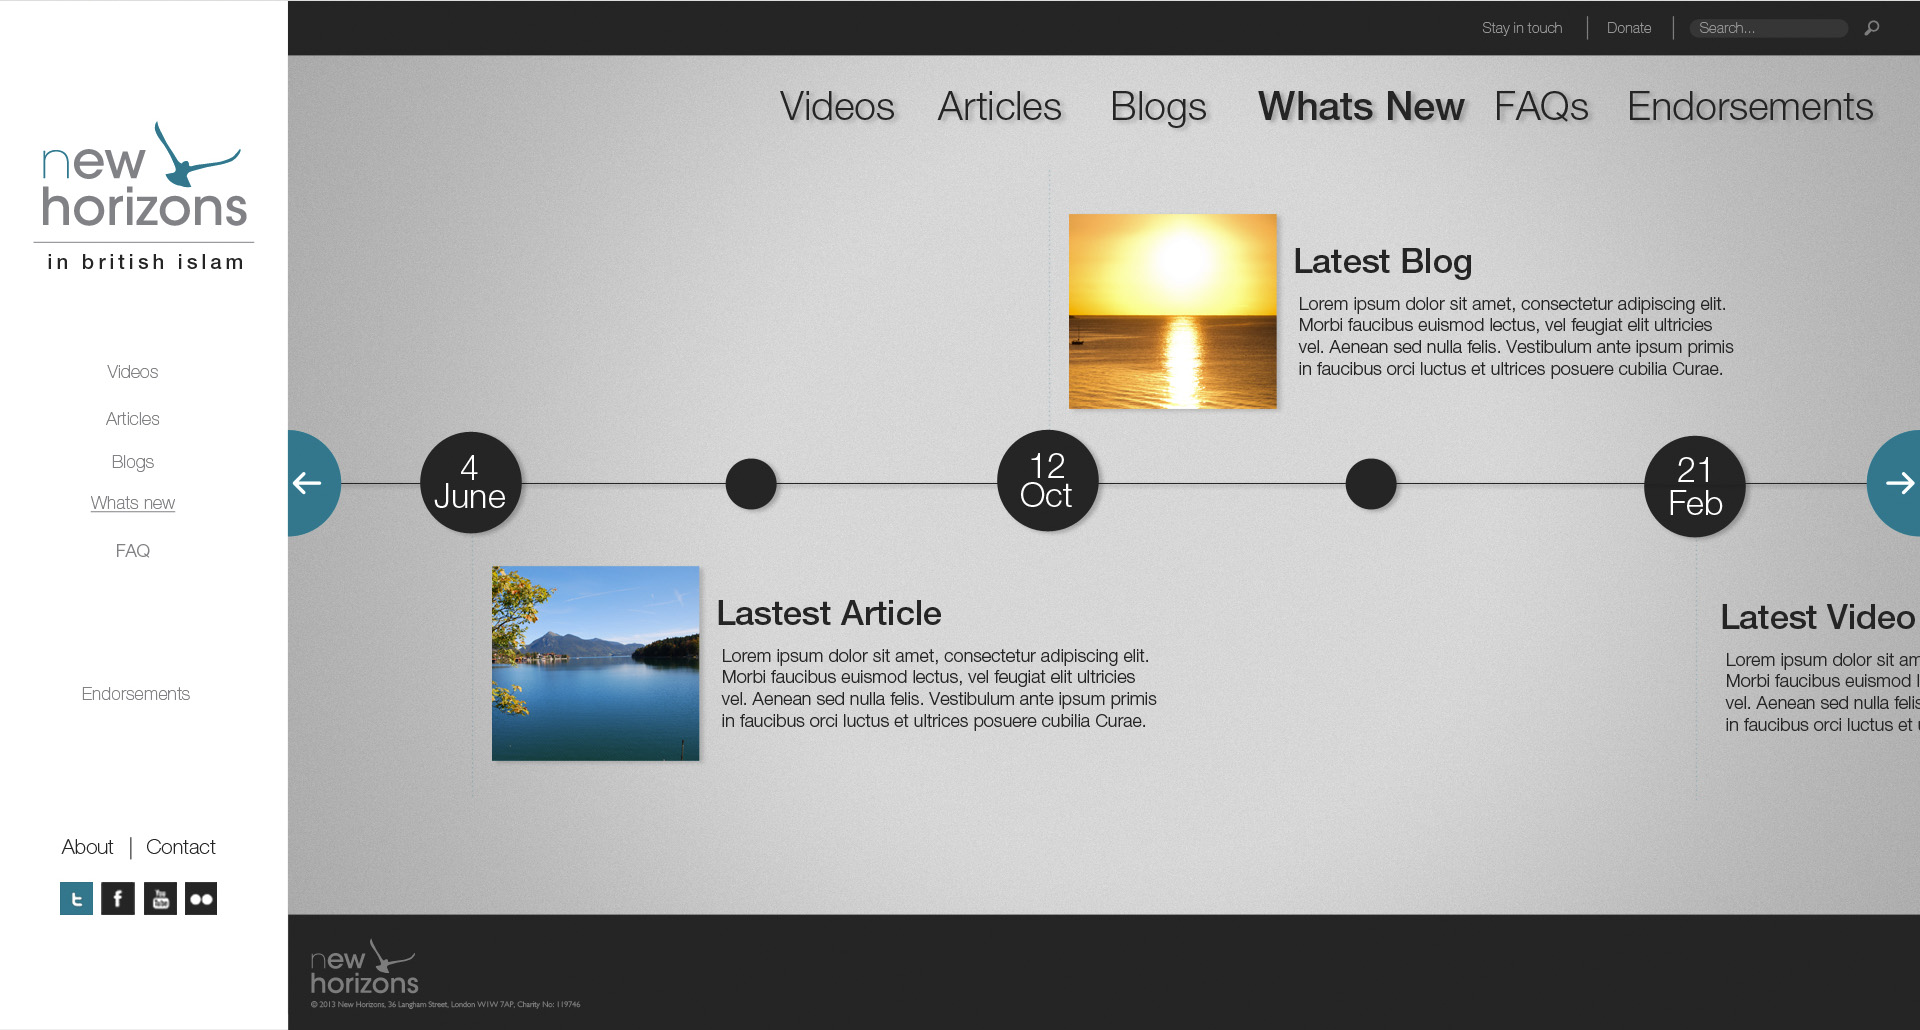 new
horizons
in british islam
Videos
Articles
Blogs
Whats new
FAQ
Endorsements
About | Contact
t f You Tube
Stay in touch | Donate | Search...
Videos Articles Blogs Whats New FAQs Endorsements
Latest Blog
Lorem ipsum dolor sit amet, consectetur adipiscing elit.
Morbi faucibus euismod lectus, vel feugiat elit ultricies
vel. Aenean sed nulla felis. Vestibulum ante ipsum primis
in faucibus orci luctus et ultrices posuere cubilia Curae.
4
June
12
Oct
21
Feb
Lastest Article
Lorem ipsum dolor sit amet, consectetur adipiscing elit.
Morbi faucibus euismod lectus, vel feugiat elit ultricies
vel. Aenean sed nulla felis. Vestibulum ante ipsum primis
in faucibus orci luctus et ultrices posuere cubilia Curae.
Latest Video
Lorem ipsum dolor sit am
Morbi faucibus euismod l
vel. Aenean sed nulla felis
in faucibus orci luctus et u
new
horizons
© 2013 New Horizons, 36 Langham Street, London W1W 7AP, Charity No: 119746